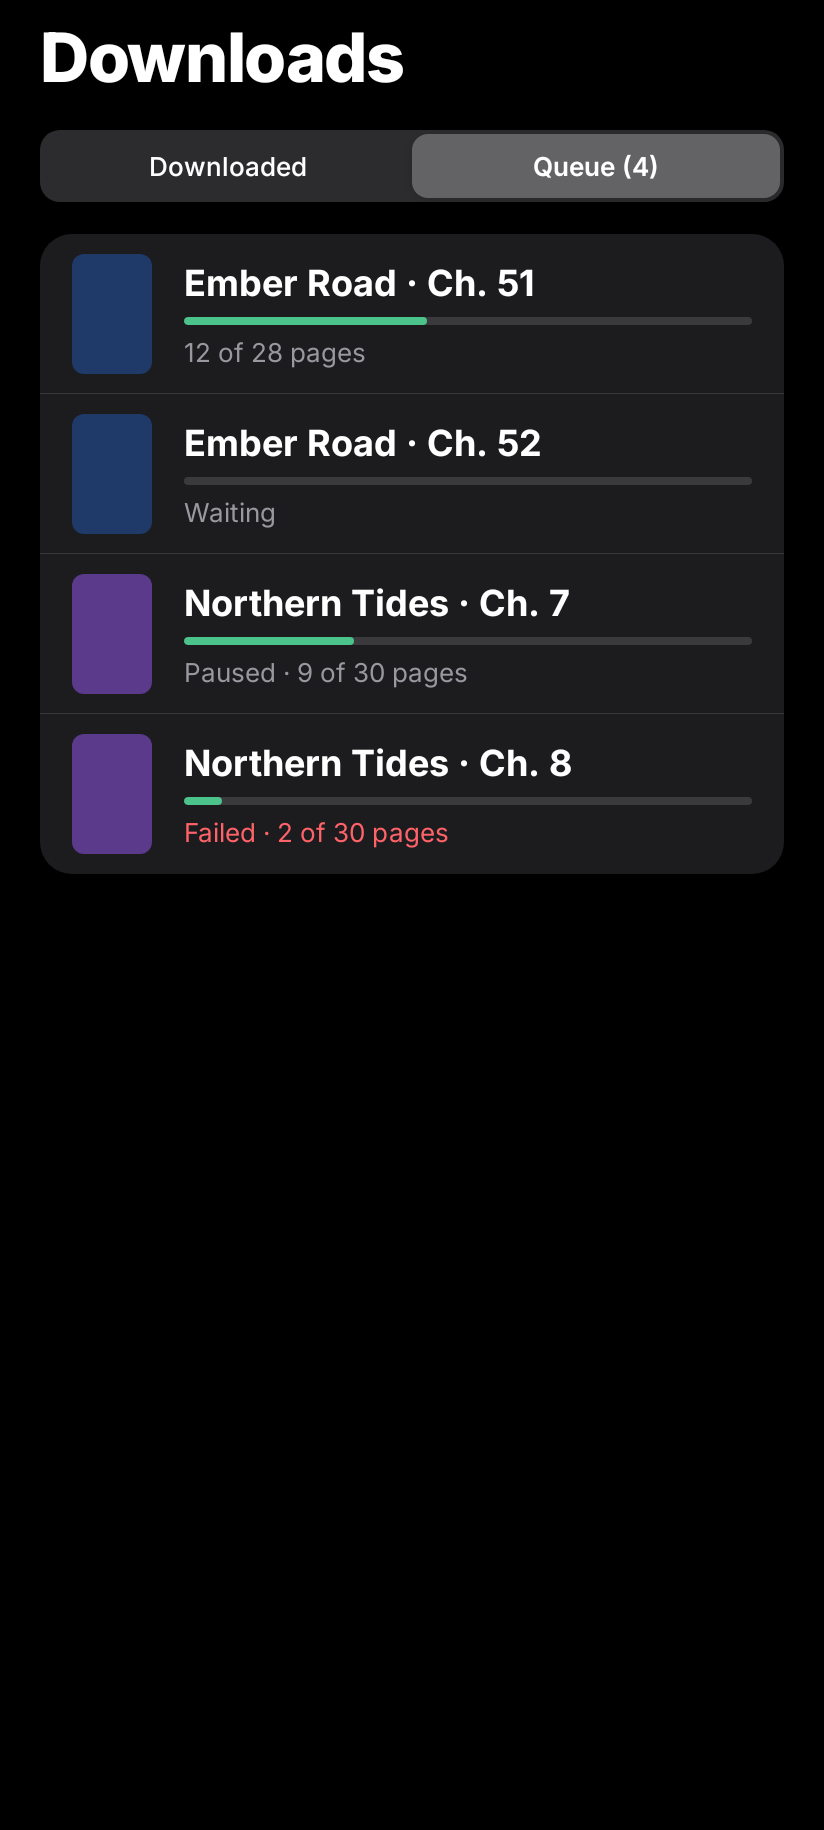 Downloads
Downloaded
Queue (4)
Ember Road · Ch. 51
12 of 28 pages
Ember Road · Ch. 52
Waiting
Northern Tides · Ch. 7
Paused · 9 of 30 pages
Northern Tides · Ch. 8
Failed · 2 of 30 pages